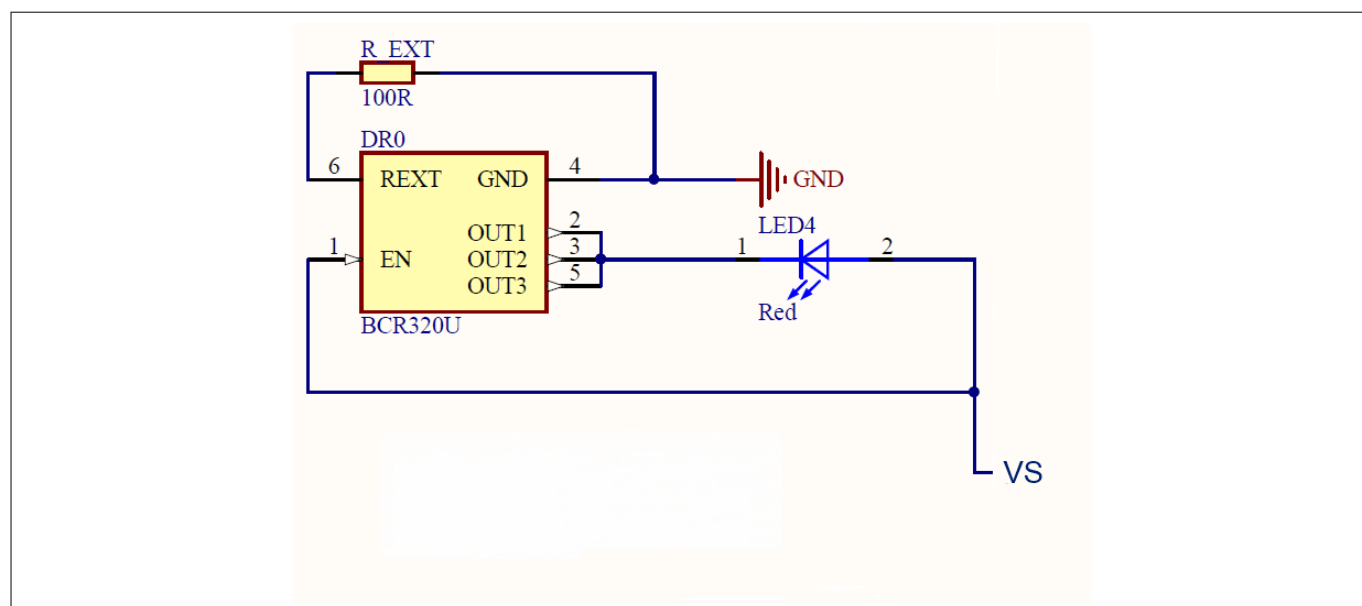 R_EXT
100R
DR0
6 REXT GND 4
GND
LED4
OUT1 2
1 EN OUT2 3 1 2
OUT3 5
Red
BCR320U
VS